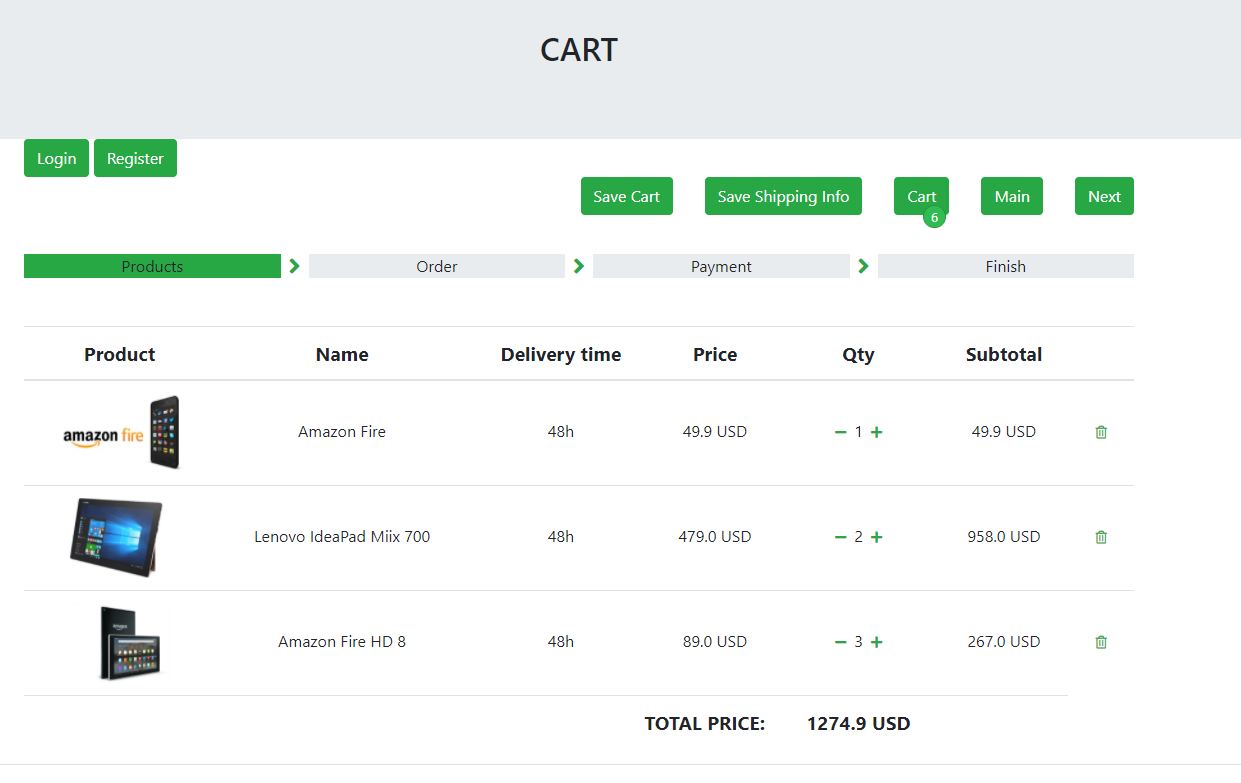 CART
Login Register
Save Cart Save Shipping Info Cart Main Next
6
Products Order Payment Finish
Product Name Delivery time Price Qty Subtotal
amazon fire Amazon Fire 48h 49.9 USD 1 49.9 USD
Lenovo IdeaPad Miix 700 48h 479.0 USD 2 958.0 USD
Amazon Fire HD 8 48h 89.0 USD 3 267.0 USD
TOTAL PRICE: 1274.9 USD